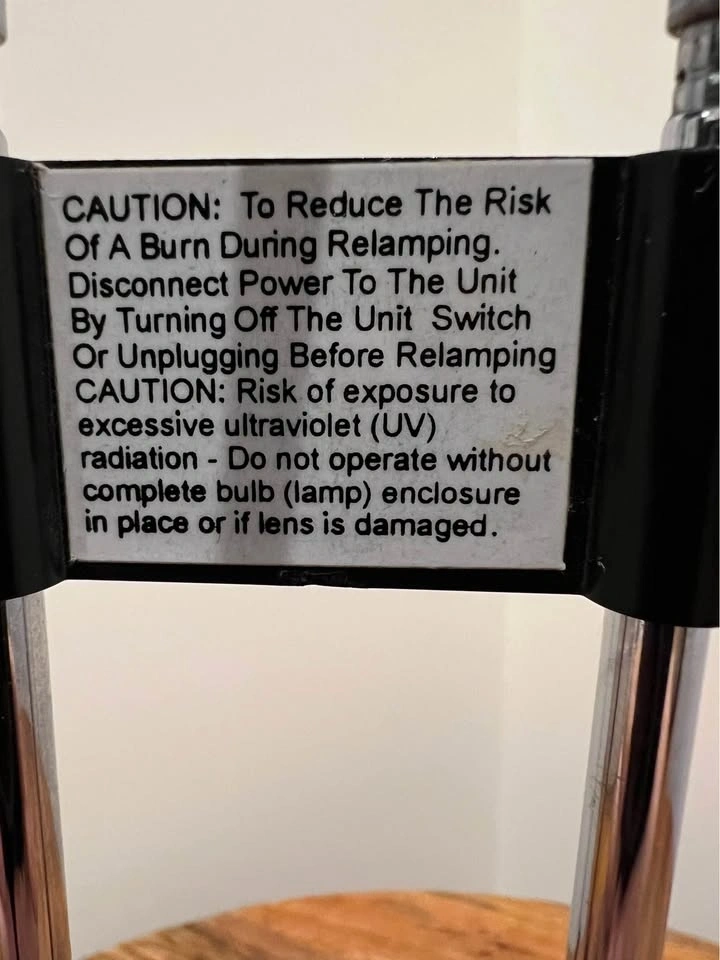 CAUTION: To Reduce The Risk
Of A Burn During Relamping.
Disconnect Power To The Unit
By Turning Off The Unit Switch
Or Unplugging Before Relamping
CAUTION: Risk of exposure to
excessive ultraviolet (UV)
radiation - Do not operate without
complete bulb (lamp) enclosure
in place or if lens is damaged.